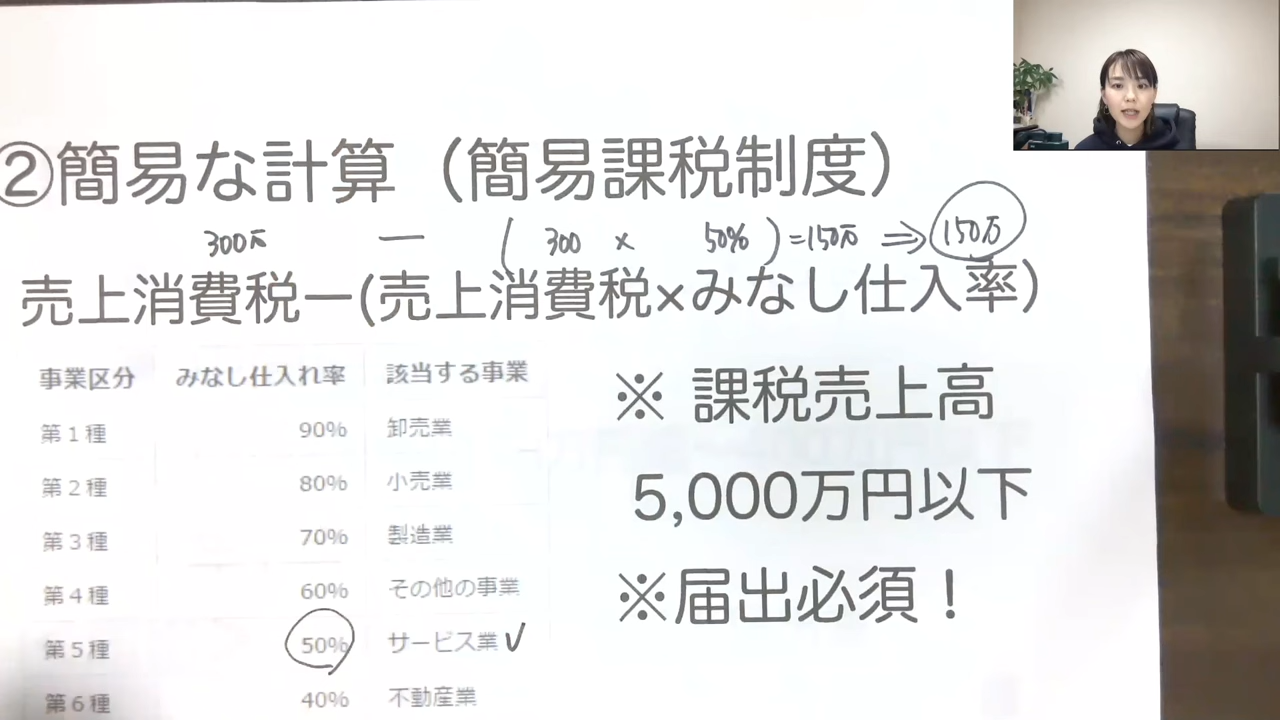 ②簡易な計算（簡易課税制度）
300万 － ( 300 × 50% ) =150万 ⇒ 150万
売上消費税ー(売上消費税×みなし仕入率）
事業区分 みなし仕入れ率 該当する事業
第１種 90% 卸売業
第２種 80% 小売業
第３種 70% 製造業
第４種 60% その他の事業
第５種 50% サービス業 ✓
第６種 40% 不動産業
※ 課税売上高
5,000万円以下
※届出必須！